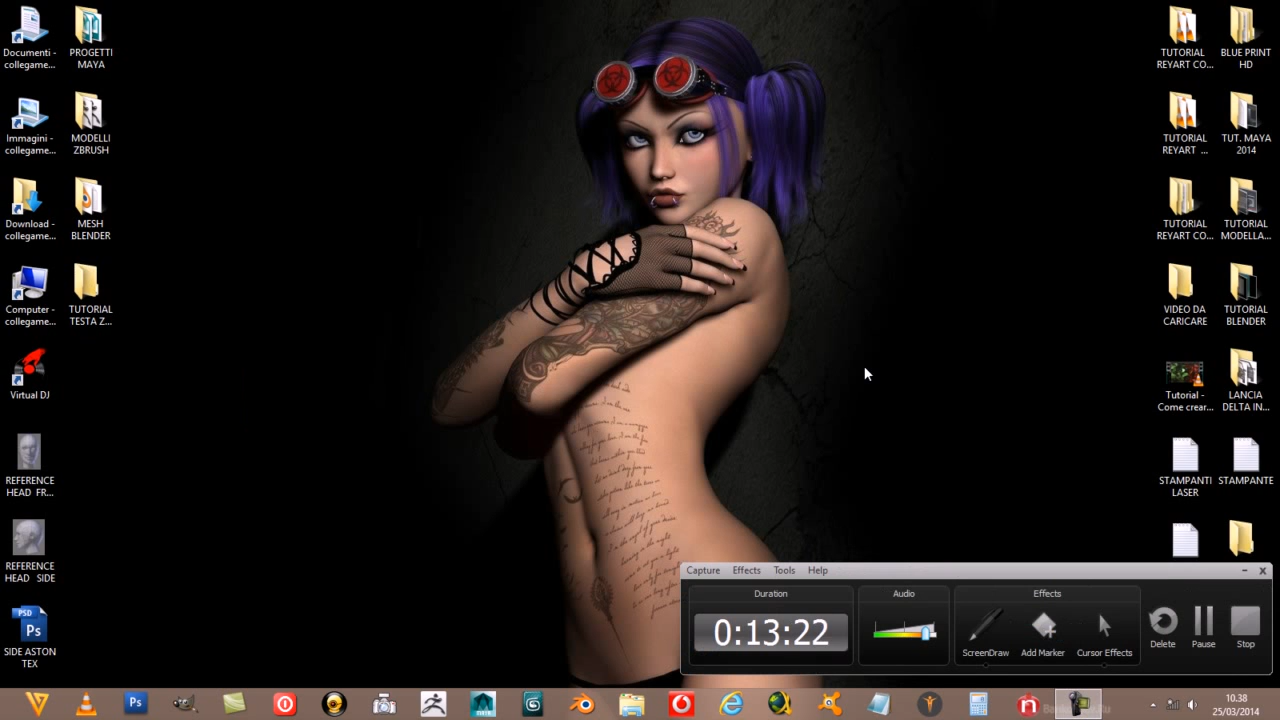 Documenti -
collegame...
PROGETTI
MAYA
Immagini -
collegame...
MODELLI
ZBRUSH
Download -
collegame...
MESH
BLENDER
Computer -
collegame...
TUTORIAL
TESTA Z...
Virtual DJ
REFERENCE
HEAD FR...
REFERENCE
HEAD SIDE
PSD
Ps
SIDE ASTON
TEX
TUTORIAL
REYART CO...
BLUE PRINT
HD
TUTORIAL
REYART ...
TUT. MAYA
2014
TUTORIAL
REYART CO...
TUTORIAL
MODELLA...
VIDEO DA
CARICARE
TUTORIAL
BLENDER
Tutorial -
Come crear...
LANCIA
DELTA IN...
STAMPANTI
LASER
STAMPANTE
Capture Effects Tools Help
Duration
0:13:22
Audio
Effects
ScreenDraw
Add Marker
Cursor Effects
Delete
Pause
Stop
Ps
10.38
25/03/2014